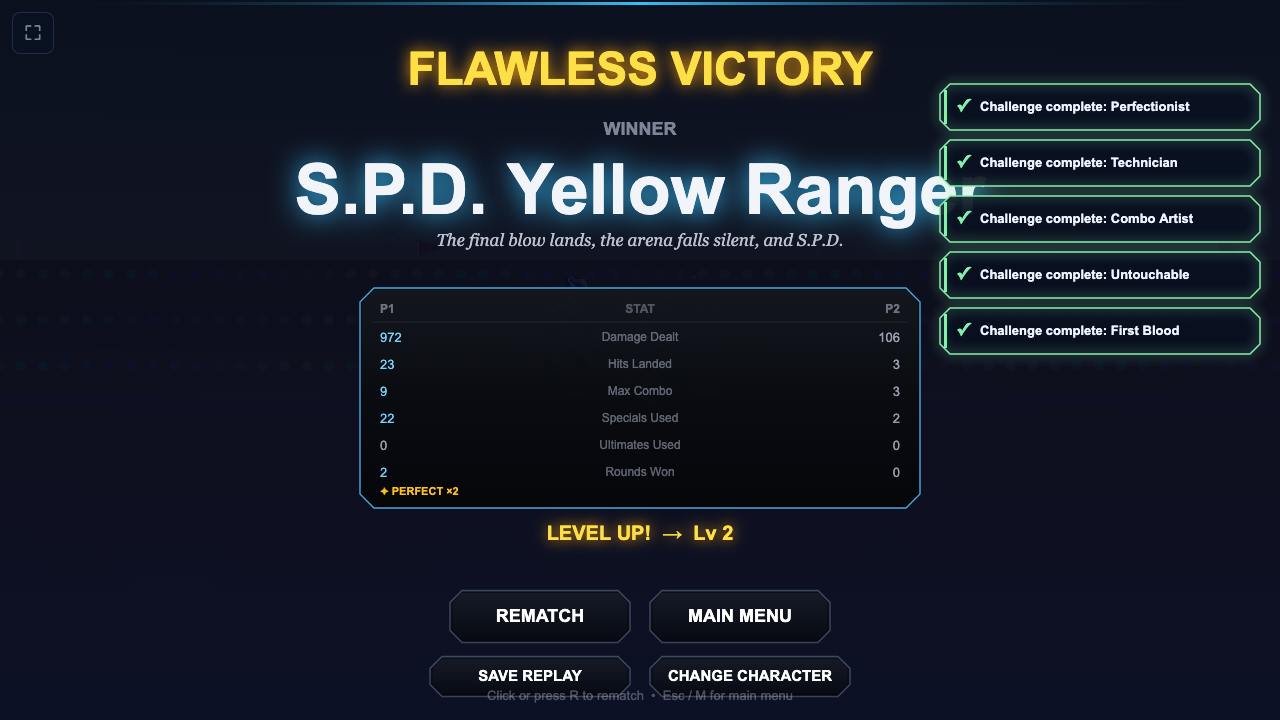 FLAWLESS VICTORY
WINNER
S.P.D. Yellow Ranger
The final blow lands, the arena falls silent, and S.P.D.
✔ Challenge complete: Perfectionist
✔ Challenge complete: Technician
✔ Challenge complete: Combo Artist
✔ Challenge complete: Untouchable
✔ Challenge complete: First Blood
P1 STAT P2
972 Damage Dealt 106
23 Hits Landed 3
9 Max Combo 3
22 Specials Used 2
0 Ultimates Used 0
2 Rounds Won 0
✦ PERFECT ×2
LEVEL UP! → Lv 2
REMATCH
MAIN MENU
SAVE REPLAY
CHANGE CHARACTER
Click or press R to rematch • Esc / M for main menu